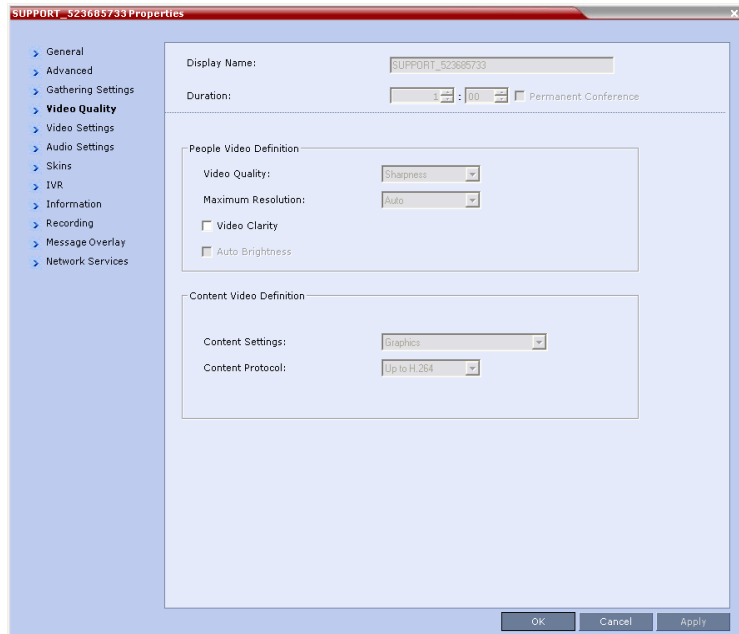 SUPPORT_523685733 Properties
General
Advanced
Gathering Settings
Video Quality
Video Settings
Audio Settings
Skins
IVR
Information
Recording
Message Overlay
Network Services
Display Name: SUPPORT_523685733
Duration: 1 : 00 Permanent Conference
People Video Definition
Video Quality: Sharpness
Maximum Resolution: Auto
Video Clarity
Auto Brightness
Content Video Definition
Content Settings: Graphics
Content Protocol: Up to H.264
OK Cancel Apply